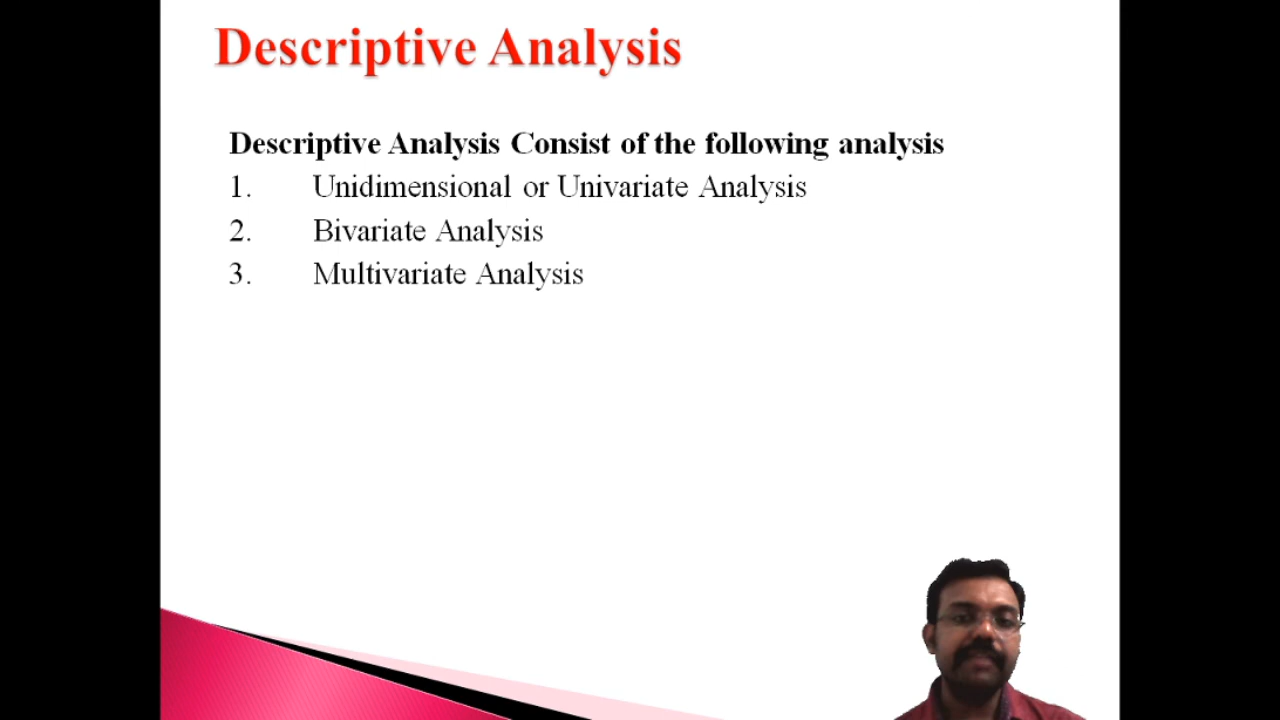 Descriptive Analysis
Descriptive Analysis Consist of the following analysis
1. Unidimensional or Univariate Analysis
2. Bivariate Analysis
3. Multivariate Analysis